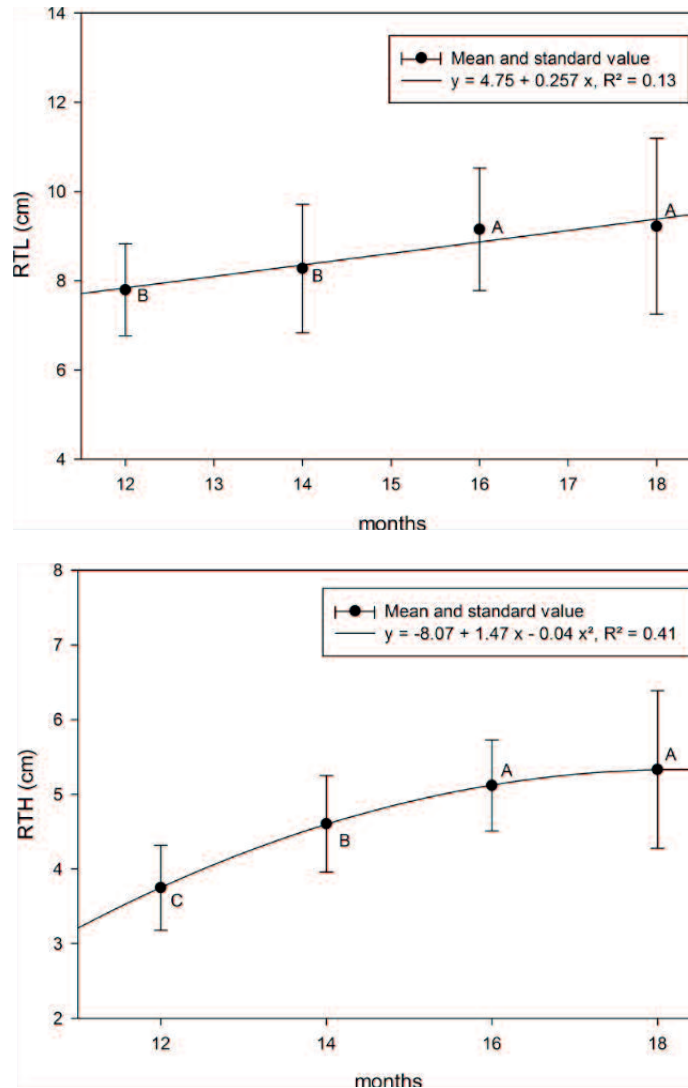 14
12
10
8
6
4
RTL (cm)
Mean and standard value
y = 4.75 + 0.257 x, R² = 0.13
B
B
A
A
12 13 14 15 16 17 18
months
8
7
6
5
4
3
2
RTH (cm)
Mean and standard value
y = -8.07 + 1.47 x - 0.04 x², R² = 0.41
C
B
A
A
12 14 16 18
months